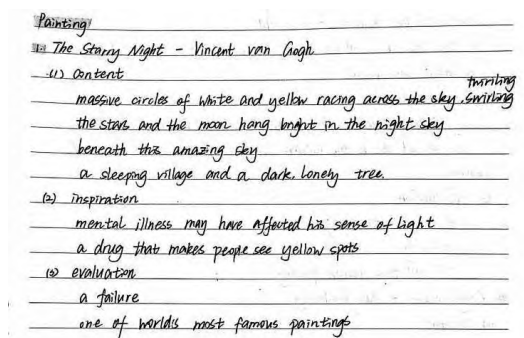 Painting
1. The Starry Night - Vincent van Gogh
(1) Content
twirling
massive circles of white and yellow racing across the sky, swirling
the stars and the moon hang bright in the night sky
beneath this amazing sky
a sleeping village and a dark, lonely tree.
(2) inspiration
mental illness may have affected his sense of light
a drug that makes people see yellow spots
(3) evaluation
a failure
one of world's most famous paintings